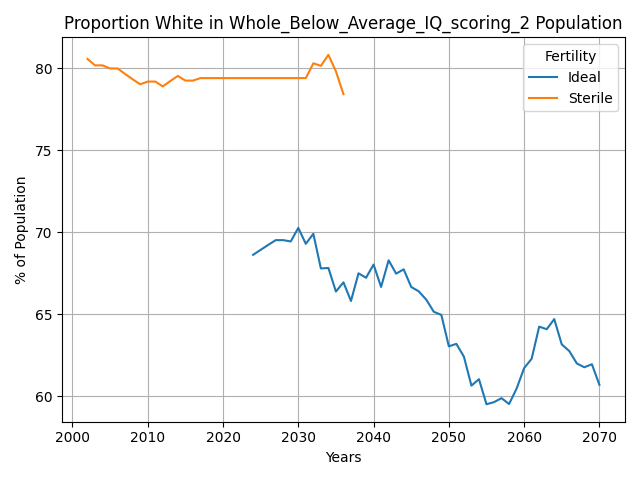 Proportion White in Whole_Below_Average_IQ_scoring_2 Population
Fertility
Ideal
Sterile
% of Population
80
75
70
65
60
2000 2010 2020 2030 2040 2050 2060 2070
Years